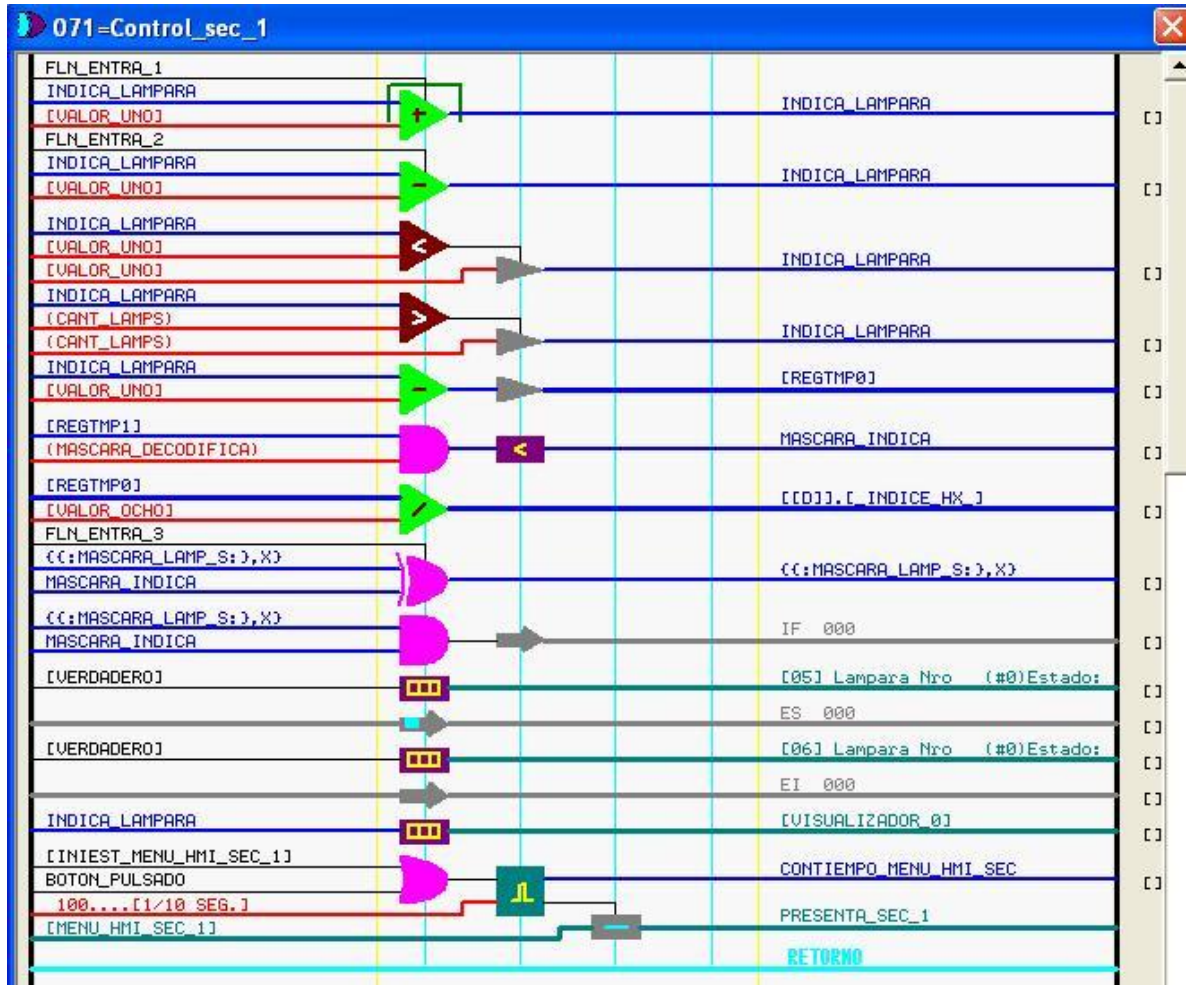 071=Control_sec_1
FLN_ENTRA_1
INDICA_LAMPARA
[VALOR_UNO]
+
INDICA_LAMPARA
[]
FLN_ENTRA_2
INDICA_LAMPARA
[VALOR_UNO]
-
INDICA_LAMPARA
[]
INDICA_LAMPARA
[VALOR_UNO]
[VALOR_UNO]
<
INDICA_LAMPARA
[]
INDICA_LAMPARA
(CANT_LAMPS)
(CANT_LAMPS)
>
INDICA_LAMPARA
[]
INDICA_LAMPARA
[VALOR_UNO]
-
[REGTMP0]
[]
[REGTMP1]
(MASCARA_DECODIFICA)
<
MASCARA_INDICA
[]
[REGTMP0]
[VALOR_OCHO]
/
[[D]].[_INDICE_HX_]
[]
FLN_ENTRA_3
{(:MASCARA_LAMP_S:),X}
MASCARA_INDICA
{(:MASCARA_LAMP_S:),X}
[]
{(:MASCARA_LAMP_S:),X}
MASCARA_INDICA
IF 000
[]
[VERDADERO]
[05] Lampara Nro (#0)Estado:
[]
ES 000
[]
[VERDADERO]
[06] Lampara Nro (#0)Estado:
[]
EI 000
[]
INDICA_LAMPARA
[VISUALIZADOR_0]
[]
[INIEST_MENU_HMI_SEC_1]
BOTON_PULSADO
100....[1/10 SEG.]
[MENU_HMI_SEC_1]
CONTIEMPO_MENU_HMI_SEC
[]
PRESENTA_SEC_1
RETORNO